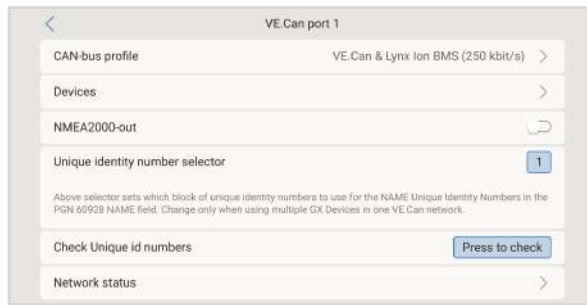 VE.Can port 1
CAN-bus profile VE.Can & Lynx Ion BMS (250 kbit/s)
Devices
NMEA2000-out
Unique identity number selector 1
Above selector sets which block of unique identity numbers to use for the NAME Unique Identity Numbers in the
PGN 60928 NAME field. Change only when using multiple GX Devices in one VE.Can network.
Check Unique id numbers Press to check
Network status